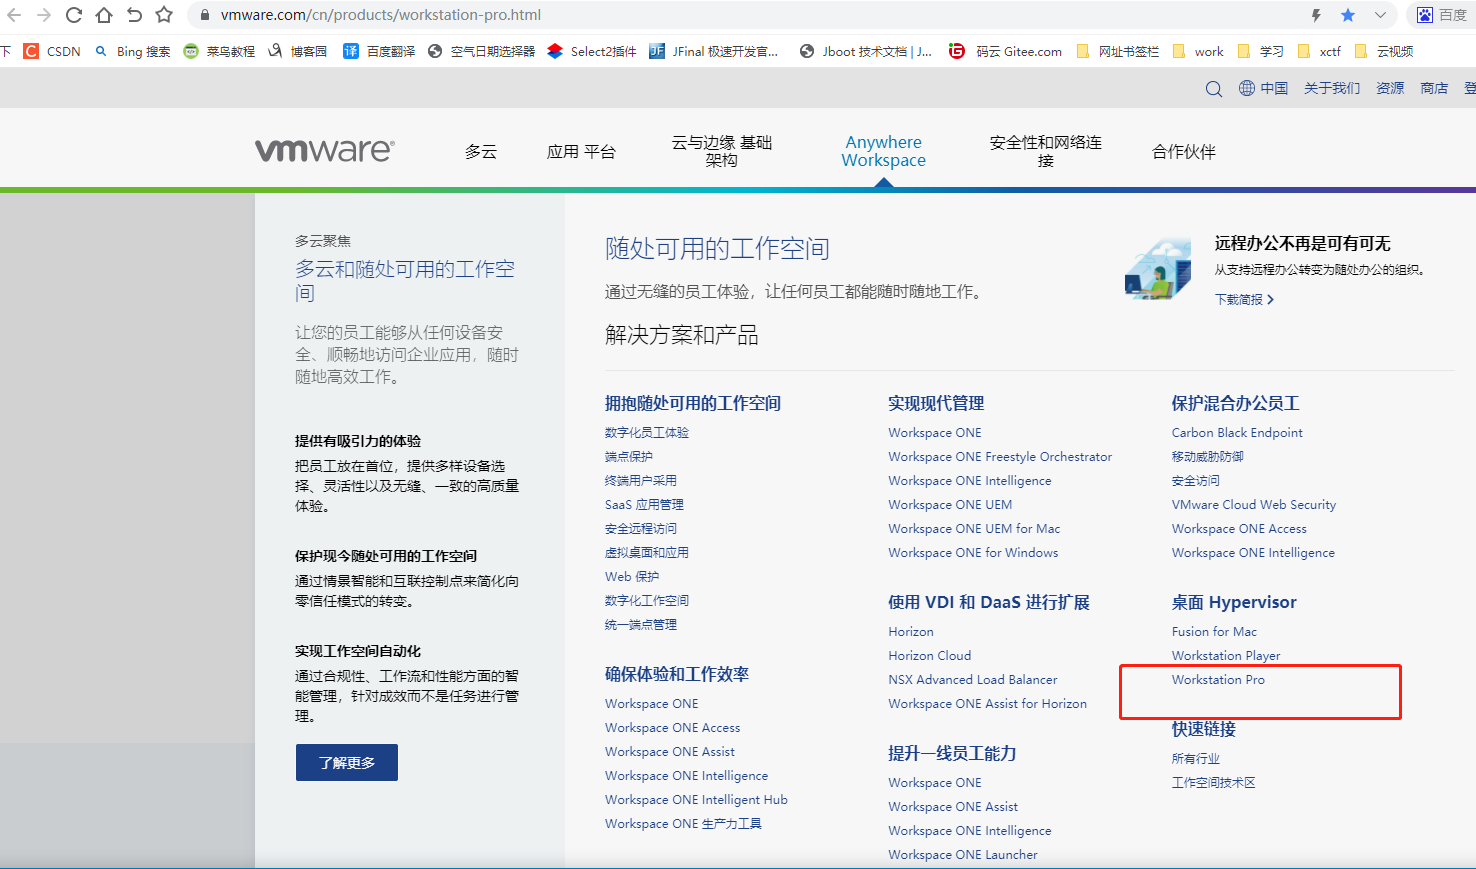 vmware.com/cn/products/workstation-pro.html
百度
下
CSDN
Bing 搜索
菜鸟教程
博客园
译
百度翻译
空气日期选择器
Select2插件
JF
JFinal 极速开发官...
Jboot 技术文档 | J...
码云 Gitee.com
网址书签栏
work
学习
xctf
云视频
中国
关于我们
资源
商店
登
vmware®
多云
应用 平台
云与边缘 基础
架构
Anywhere
Workspace
安全性和网络连
接
合作伙伴
多云聚焦
多云和随处可用的工作空
间
让您的员工能够从任何设备安
全、顺畅地访问企业应用，随时
随地高效工作。
提供有吸引力的体验
把员工放在首位，提供多样设备选
择、灵活性以及无缝、一致的高质量
体验。
保护现今随处可用的工作空间
通过情景智能和互联控制点来简化向
零信任模式的转变。
实现工作空间自动化
通过合规性、工作流和性能方面的智
能管理，针对成效而不是任务进行管
理。
了解更多
随处可用的工作空间
通过无缝的员工体验，让任何员工都能随时随地工作。
远程办公不再是可有可无
从支持远程办公转变为随处办公的组织。
下载简报
解决方案和产品
拥抱随处可用的工作空间
数字化员工体验
端点保护
终端用户采用
SaaS 应用管理
安全远程访问
虚拟桌面和应用
Web 保护
数字化工作空间
统一端点管理
确保体验和工作效率
Workspace ONE
Workspace ONE Access
Workspace ONE Assist
Workspace ONE Intelligence
Workspace ONE Intelligent Hub
Workspace ONE 生产力工具
实现现代管理
Workspace ONE
Workspace ONE Freestyle Orchestrator
Workspace ONE Intelligence
Workspace ONE UEM
Workspace ONE UEM for Mac
Workspace ONE for Windows
使用 VDI 和 DaaS 进行扩展
Horizon
Horizon Cloud
NSX Advanced Load Balancer
Workspace ONE Assist for Horizon
提升一线员工能力
Workspace ONE
Workspace ONE Assist
Workspace ONE Intelligence
Workspace ONE Launcher
保护混合办公员工
Carbon Black Endpoint
移动威胁防御
安全访问
VMware Cloud Web Security
Workspace ONE Access
Workspace ONE Intelligence
桌面 Hypervisor
Fusion for Mac
Workstation Player
Workstation Pro
快速链接
所有行业
工作空间技术区